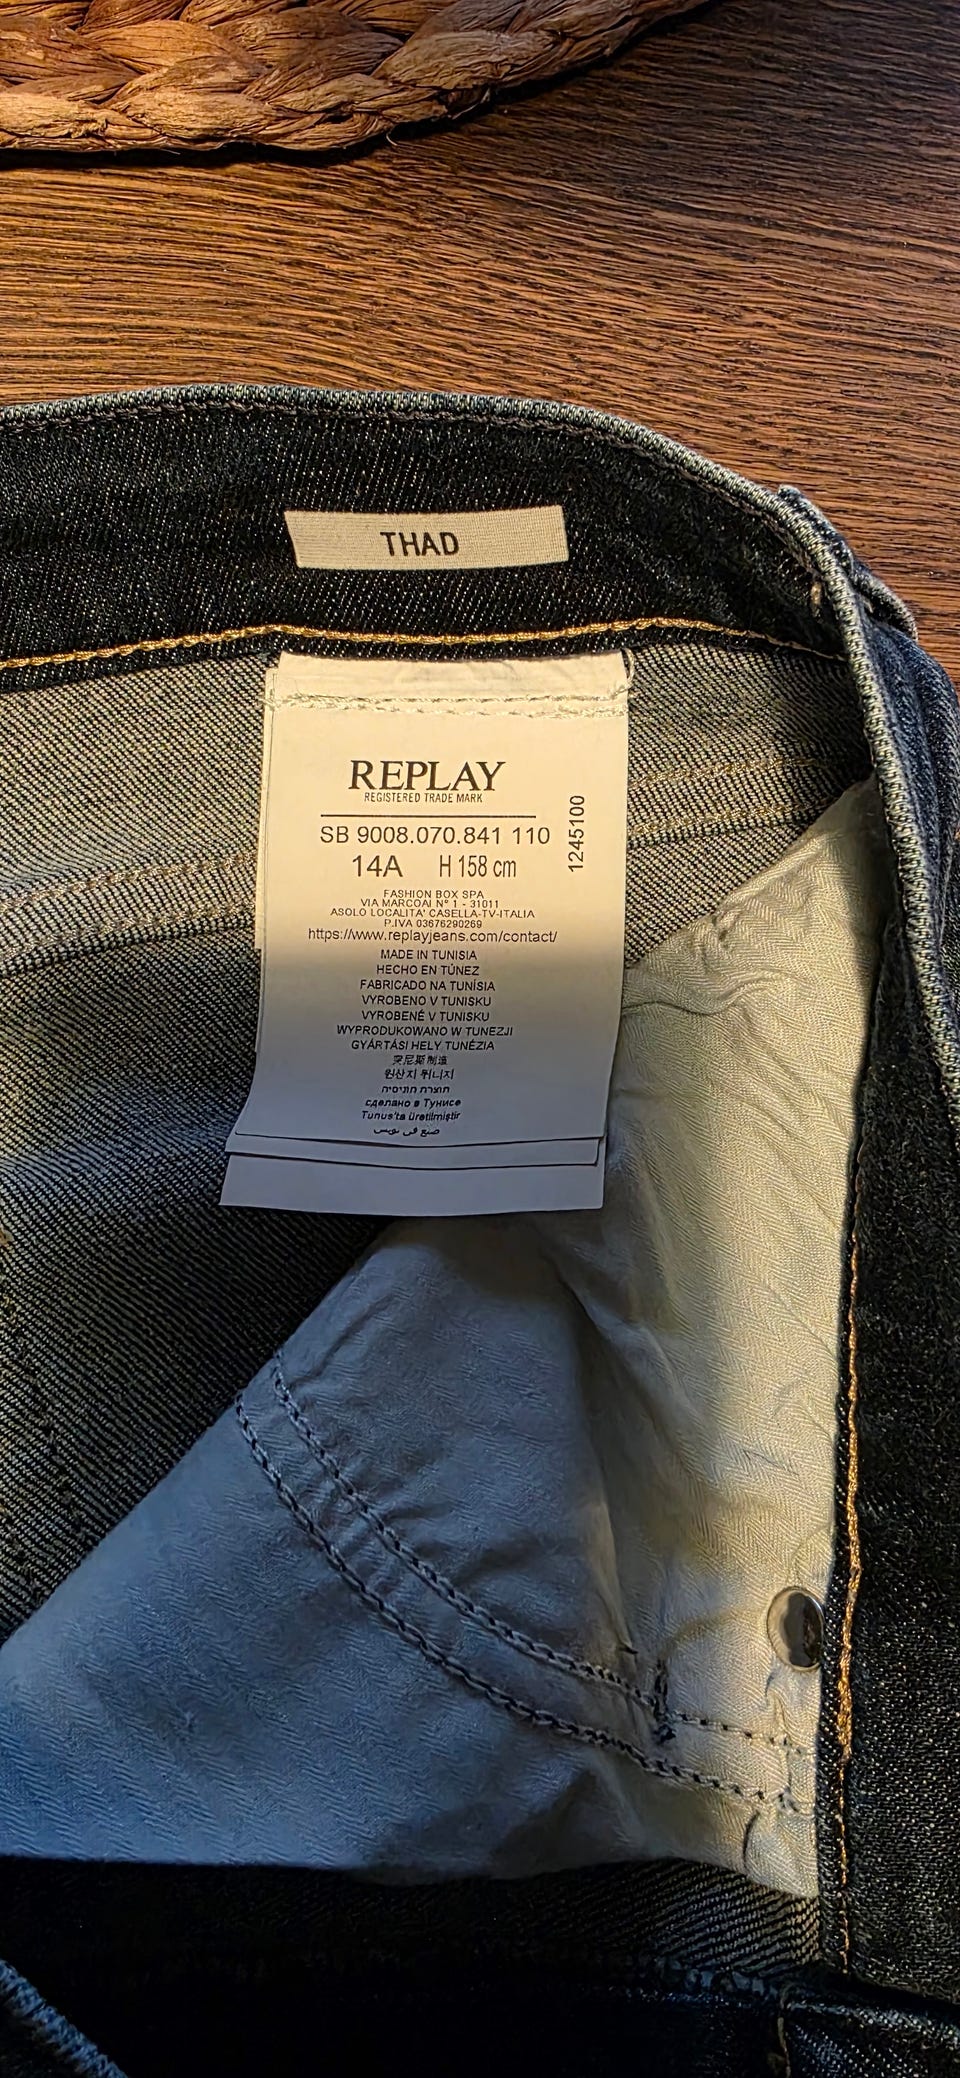 THAD
REPLAY
REGISTERED TRADE MARK
SB 9008.070.841 110
14A H 158 cm
1245100
FASHION BOX SPA
VIA MARCOAI N° 1 - 31011
ASOLO LOCALITA' CASELLA-TV-ITALIA
P.IVA 03676290269
https://www.replayjeans.com/contact/
MADE IN TUNISIA
HECHO EN TÚNEZ
FABRICADO NA TUNÍSIA
VYROBENO V TUNISKU
VYROBENÉ V TUNISKU
WYPRODUKOWANO W TUNEZJI
GYÁRTÁSI HELY TUNÉZIA
突尼斯制造
원산지 튀니지
תוצרת תוניסיה
сделано в Тунисе
Tunus'ta üretilmiştir
صنع في تونس